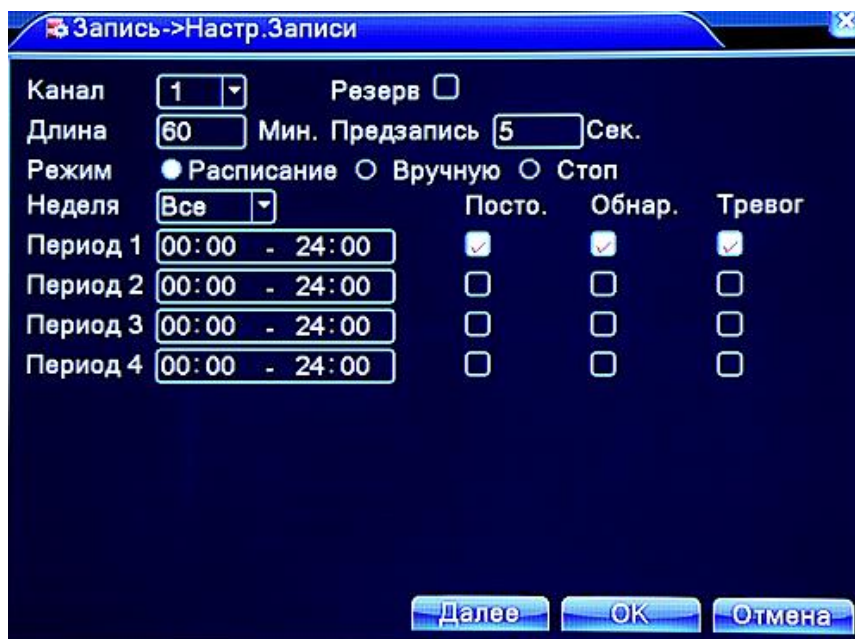 Запись->Настр.Записи
Канал 1 Резерв
Длина 60 Мин. Предзапись 5 Сек.
Режим Расписание Вручную Стоп
Неделя Все Посто. Обнар. Тревог
Период 1 00:00 - 24:00
Период 2 00:00 - 24:00
Период 3 00:00 - 24:00
Период 4 00:00 - 24:00
Далее OK Отмена